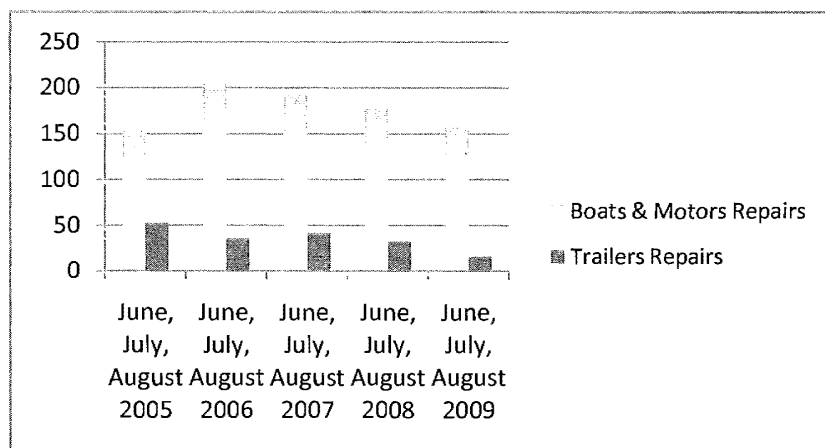 250
200
150
100
50
0
June, July, August 2005
June, July, August 2006
June, July, August 2007
June, July, August 2008
June, July, August 2009
Boats & Motors Repairs
Trailers Repairs